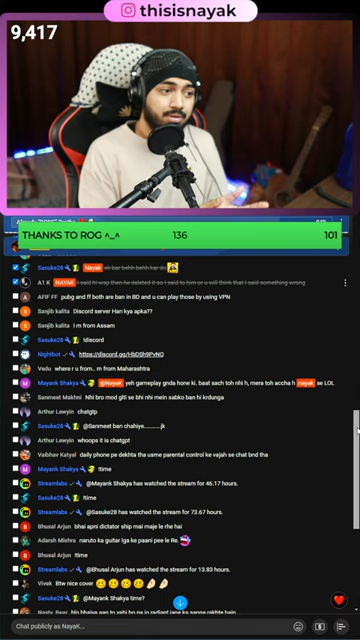 thisisnayak
9,417
THANKS TO ROG ^_^ 136 101
Sasuke28 Nayak ek bar bahh bahh kar do
A1 K I said hi wsp than he deleted it so I said to him or u will think that I said something wrong
AFIF FF pubg and ff both are ban in BD and u can play those by using VPN
Sanjib kalita Discord server Han kya apka??
Sanjib kalita I m from Assam
Sasuke28 !discord
Nightbot https://discord.gg/HbDSh9FvNQ
Vedu where r u from.. m from Maharashtra
Mayank Shakya @NayaK yeh gameplay gnda hone ki. baat sach toh nhi h, mera toh accha h nayak se LOL
Sanmeet Makhni Nhi bro mod glti se bhi nhi mein sabko ban hi krdunga
Arthur Lewyin chatgtp
Sasuke28 @Sanmeet ban chahiye...........jk
Arthur Lewyin whoops it is chatgpt
Vaibhav Katyal daily phone pe dekhta tha usme parental control ke vajah se chat bnd tha
Mayank Shakya !time
Streamlabs @Mayank Shakya has watched the stream for 46.17 hours.
Sasuke28 !time
Streamlabs @Sasuke28 has watched the stream for 73.67 hours.
Bhusal Arjun bhai apni dictator ship mai maje le rhe hai
Adarsh Mishra naruto ka guitar lga ke paani pee le Re.
Bhusal Arjun !time
Streamlabs @Bhusal Arjun has watched the stream for 13.83 hours.
Vivek Btw nice cover
Sasuke28 @Mayank Shakya time?
Chat publicly as NayaK...